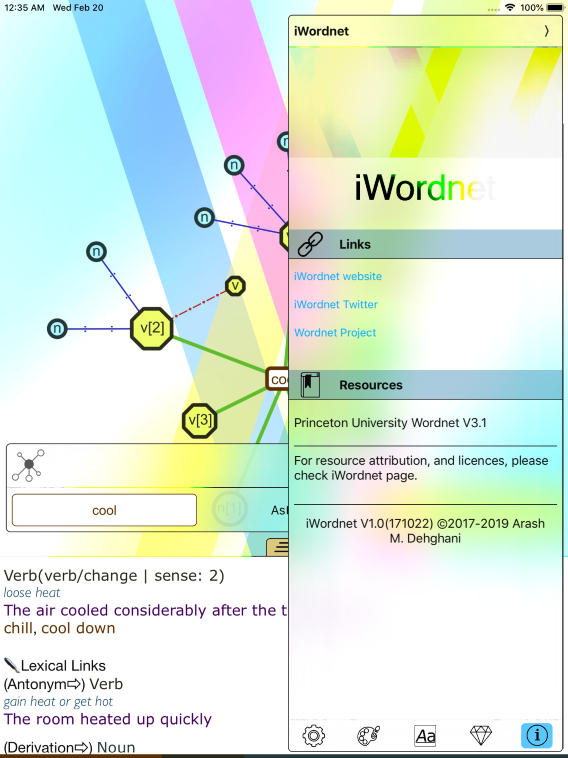 12:35 AM Wed Feb 20
100%
iWordnet
iWordnet
Links
iWordnet website
iWordnet Twitter
Wordnet Project
Resources
Princeton University Wordnet V3.1
For resource attribution, and licences, please
check iWordnet page.
iWordnet V1.0(171022) ©2017-2019 Arash
M. Dehghani
Aa
n
n
n
n
n
v
v[2]
v[3]
n[1]
cool
Verb(verb/change | sense: 2)
loose heat
The air cooled considerably after the t
chill, cool down
Lexical Links
(Antonym⇨) Verb
gain heat or get hot
The room heated up quickly
(Derivation⇨) Noun